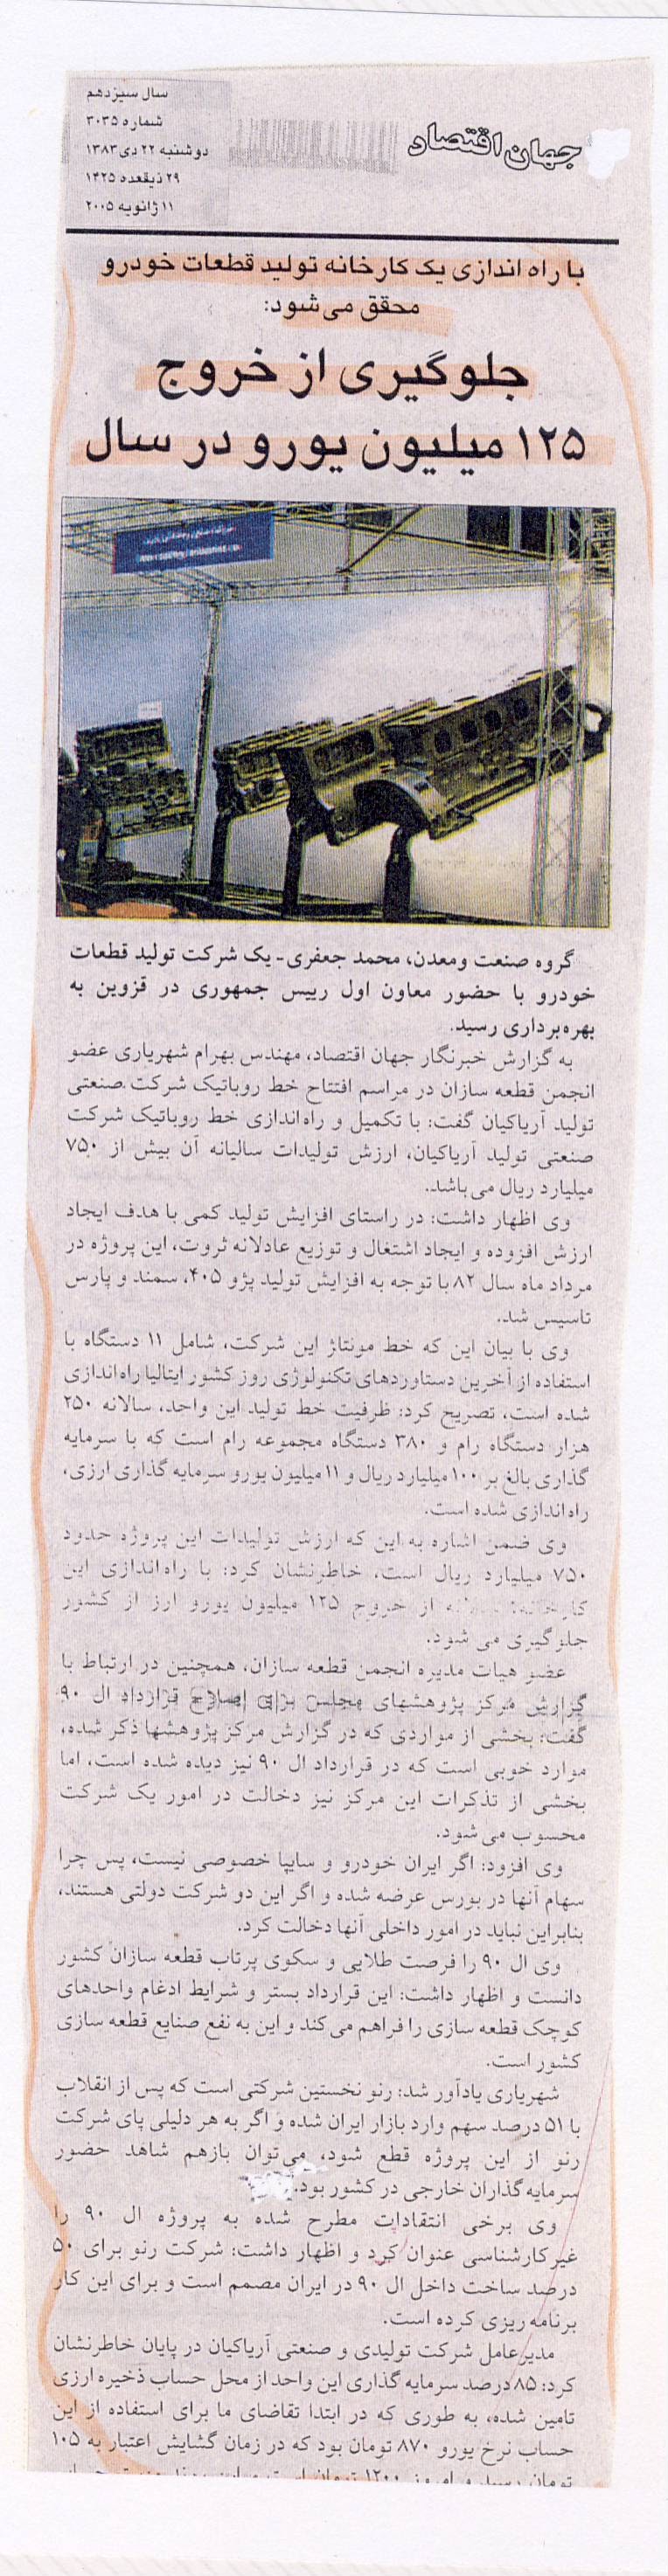 جهان اقتصاد
سال سیزدهم
شماره ۳۰۳۵
دوشنبه ۲۲ دی ۱۳۸۳
۲۹ ذیقعده ۱۴۲۵
۱۱ ژانویه ۲۰۰۵
با راه اندازی یک کارخانه تولید قطعات خودرو
محقق می‌شود:
جلوگیری از خروج
۱۲۵ میلیون یورو در سال
گروه صنعت ومعدن، محمد جعفری- یک شرکت تولید قطعات
خودرو با حضور معاون اول رییس جمهوری در قزوین به
بهره‌برداری رسید.
به گزارش خبرنگار جهان اقتصاد، مهندس بهرام شهریاری عضو
انجمن قطعه سازان در مراسم افتتاح خط روباتیک شرکت صنعتی
تولید آریاکیان گفت: با تکمیل و راه‌اندازی خط روباتیک شرکت
صنعتی تولید آریاکیان، ارزش تولیدات سالیانه آن بیش از ۷۵۰
میلیارد ریال می‌باشد.
وی اظهار داشت: در راستای افزایش تولید کمی با هدف ایجاد
ارزش افزوده و ایجاد اشتغال و توزیع عادلانه ثروت، این پروژه در
مرداد ماه سال ۸۲ با توجه به افزایش تولید پژو ۴۰۵، سمند و پارس
تاسیس شد.
وی با بیان این که خط مونتاژ این شرکت، شامل ۱۱ دستگاه با
استفاده از آخرین دستاوردهای تکنولوژی روز کشور ایتالیا راه‌اندازی
شده است، تصریح کرد: ظرفیت خط تولید این واحد، سالانه ۲۵۰
هزار دستگاه رام و ۳۸۰ دستگاه مجموعه رام است که با سرمایه
گذاری بالغ بر ۱۰۰ میلیارد ریال و ۱۱ میلیون یورو سرمایه گذاری ارزی،
راه‌اندازی شده است.
وی ضمن اشاره به این که ارزش تولیدات این پروژه حدود
۷۵۰ میلیارد ریال است، خاطرنشان کرد: با راه‌اندازی این
کارخانه از خروج ۱۲۵ میلیون یورو ارز از کشور
جلوگیری می شود.
عضو هیات مدیره انجمن قطعه سازان، همچنین در ارتباط با
گزارش مرکز پژوهشهای مجلس برای اصلاح قرارداد ال ۹۰
گفت: بخشی از مواردی که در گزارش مرکز پژوهشها ذکر شده،
موارد خوبی است که در قرارداد ال ۹۰ نیز دیده شده است، اما
بخشی از تذکرات این مرکز نیز دخالت در امور یک شرکت
محسوب می‌شود.
وی افزود: اگر ایران خودرو و سایپا خصوصی نیست، پس چرا
سهام آنها در بورس عرضه شده و اگر این دو شرکت دولتی هستند،
بنابراین نباید در امور داخلی آنها دخالت کرد.
وی ال ۹۰ را فرصت طلایی و سکوی پرتاب قطعه سازان کشور
دانست و اظهار داشت: این قرارداد بستر و شرایط ادغام واحدهای
کوچک قطعه سازی را فراهم می‌کند و این به نفع صنایع قطعه سازی
کشور است.
شهریاری یادآور شد: رنو نخستین شرکتی است که پس از انقلاب
با ۵۱ درصد سهم وارد بازار ایران شده و اگر به هر دلیلی پای شرکت
رنو از این پروژه قطع شود، می‌توان بازهم شاهد حضور
سرمایه گذاران خارجی در کشور بود.
وی برخی انتقادات مطرح شده به پروژه ال ۹۰ را
غیرکارشناسی عنوان کرد و اظهار داشت: شرکت رنو برای ۵۰
درصد ساخت داخل ال ۹۰ در ایران مصمم است و برای این کار
برنامه ریزی کرده است.
مدیرعامل شرکت تولیدی و صنعتی آریاکیان در پایان خاطرنشان
کرد: ۸۵ درصد سرمایه گذاری این واحد از محل حساب ذخیره ارزی
تامین شده، به طوری که در ابتدا تقاضای ما برای استفاده از این
حساب نرخ یورو ۸۷۰ تومان بود که در زمان گشایش اعتبار به ۱۰۵
تومان رسید و امروز ۱۲۰۰ تومان است